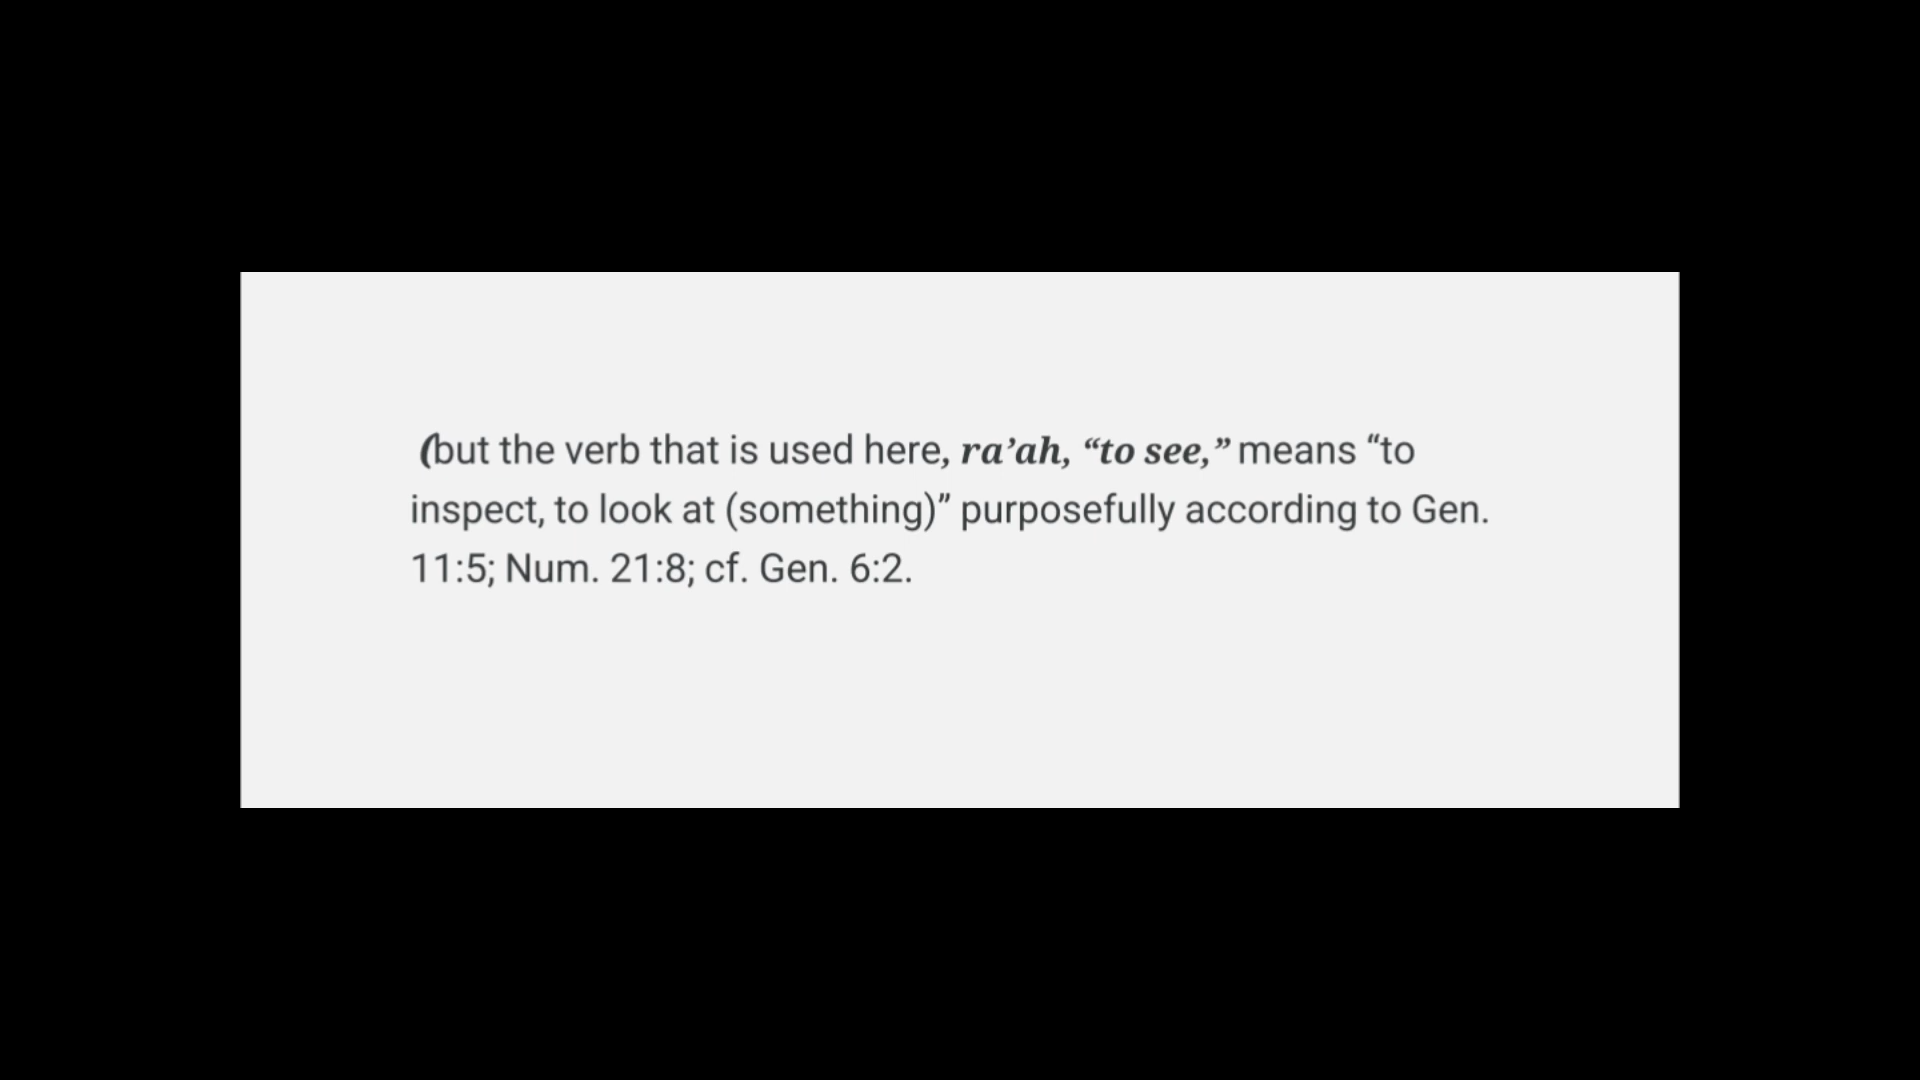 (but the verb that is used here, ra’ah, “to see,” means “to
inspect, to look at (something)” purposefully according to Gen.
11:5; Num. 21:8; cf. Gen. 6:2.